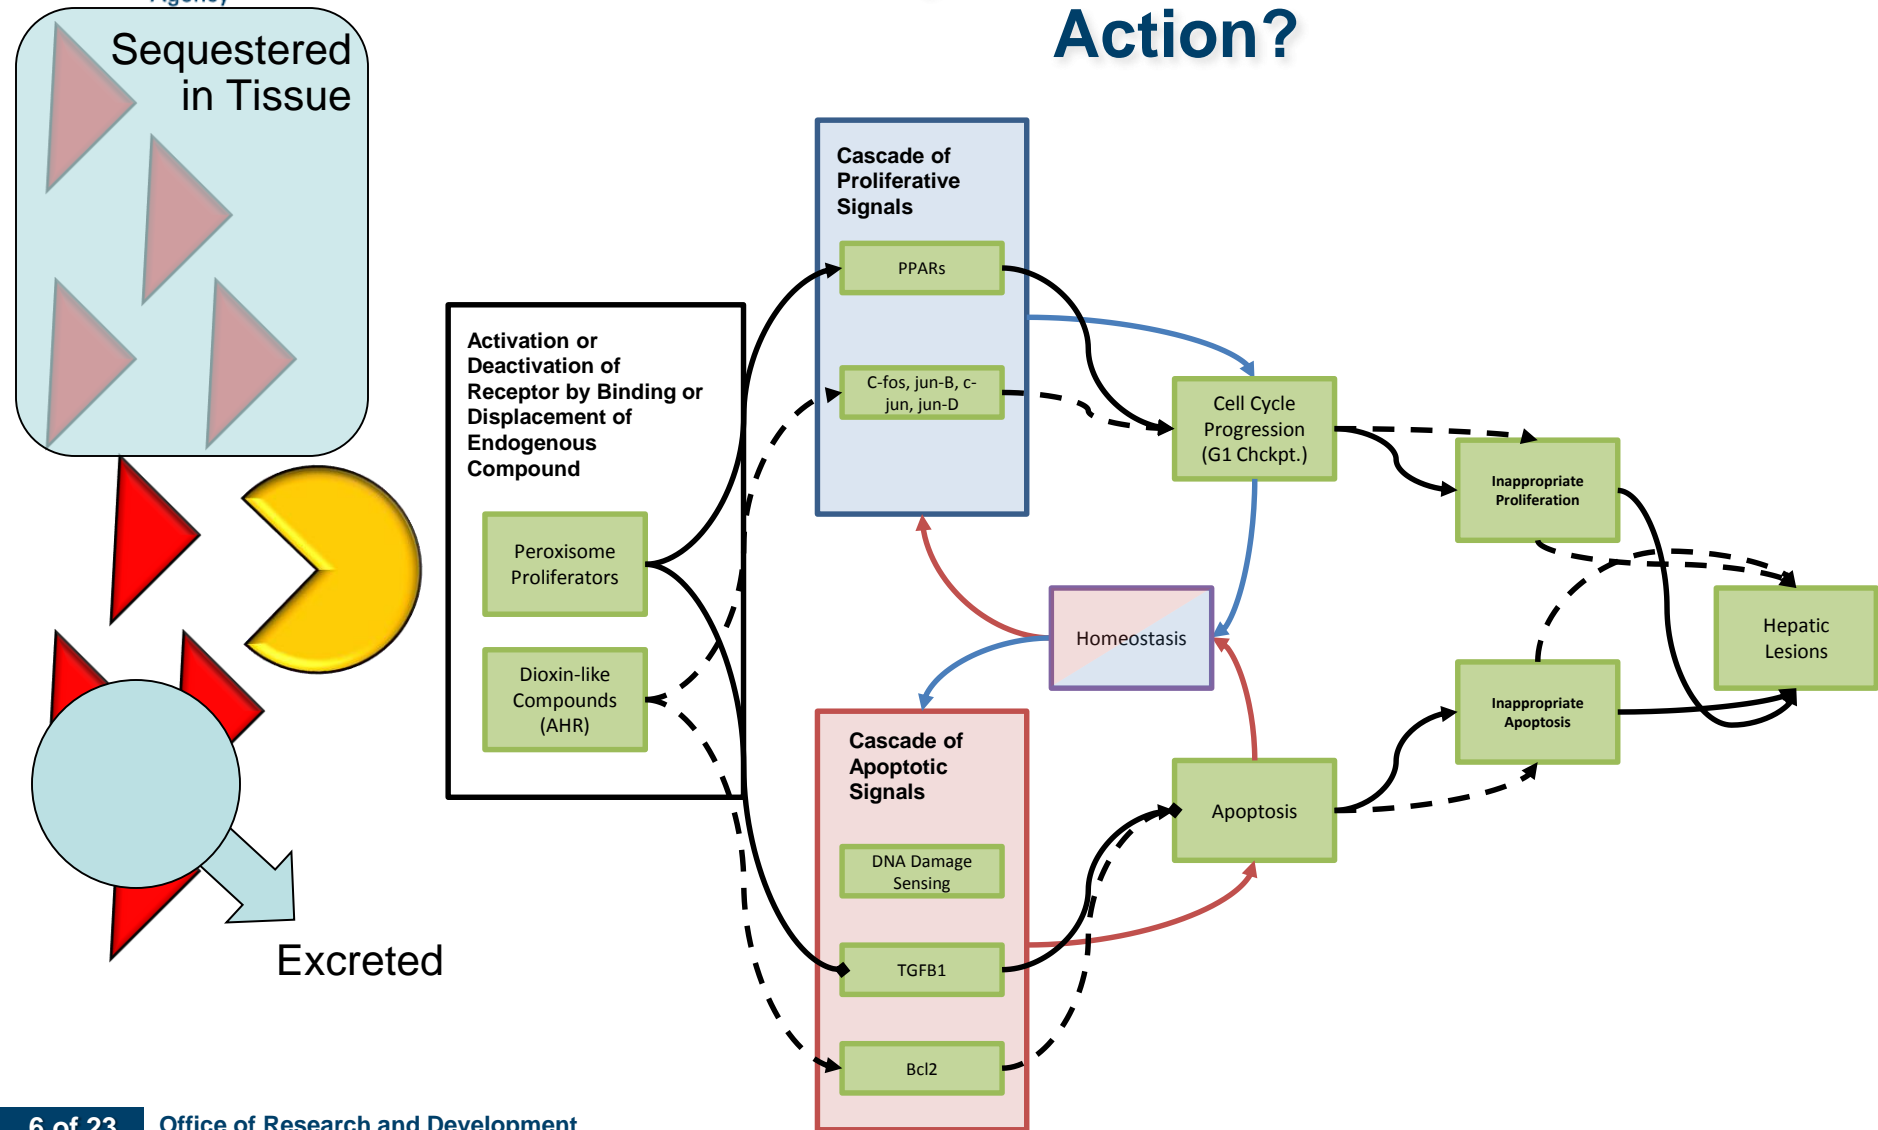 Agency
Action?
Sequestered
in Tissue
Cascade of
Proliferative
Signals
PPARs
C-fos, jun-B, c-
jun, jun-D
Activation or
Deactivation of
Receptor by Binding or
Displacement of
Endogenous
Compound
Peroxisome
Proliferators
Dioxin-like
Compounds
(AHR)
Cell Cycle
Progression
(G1 Chckpt.)
Inappropriate
Proliferation
Homeostasis
Hepatic
Lesions
Inappropriate
Apoptosis
Cascade of
Apoptotic
Signals
DNA Damage
Sensing
TGFB1
Bcl2
Apoptosis
Excreted
6 of 23
Office of Research and Development